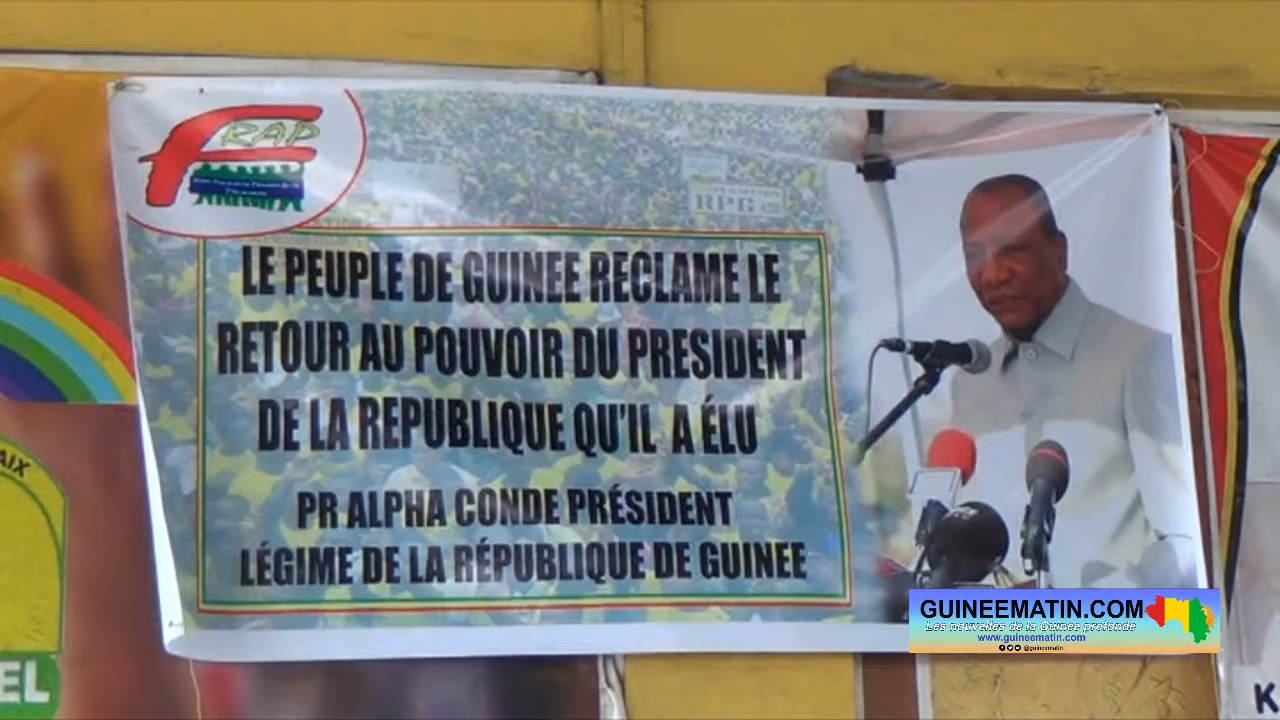 FRAP
RPG
LE PEUPLE DE GUINEE RECLAME LE
RETOUR AU POUVOIR DU PRESIDENT
DE LA REPUBLIQUE QU'IL A ÉLU
PR ALPHA CONDE PRÉSIDENT
LÉGIME DE LA RÉPUBLIQUE DE GUINEE
AIX
EL
K
GUINEEMATIN.COM
Les nouvelles de la Guinée profonde
www.guineematin.com
@guineematin